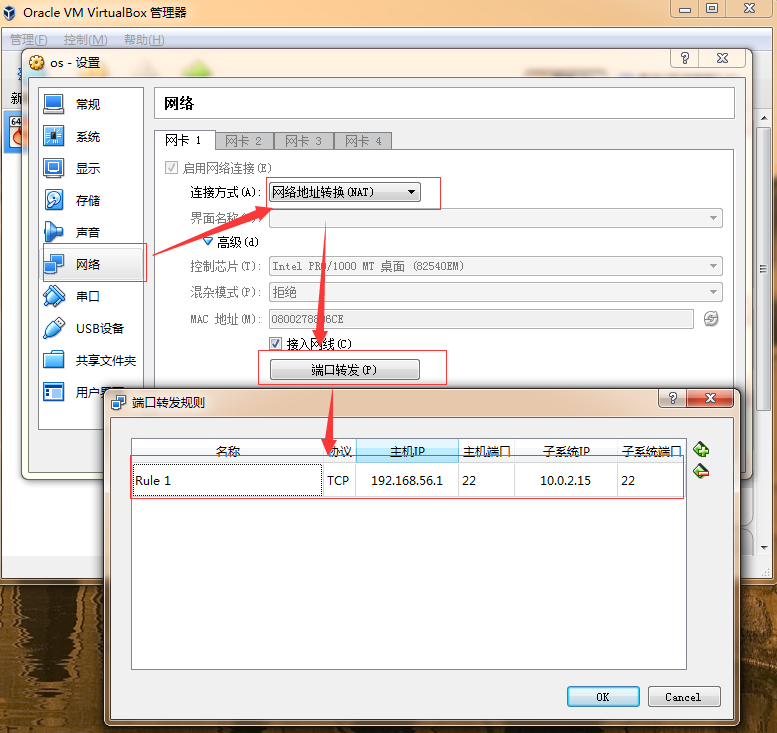 Oracle VM VirtualBox 管理器
管理(F) 控制(M) 帮助(H)
os - 设置
新
64
常规
系统
显示
存储
声音
网络
串口
USB设备
共享文件夹
用户界
网络
网卡 1 网卡 2 网卡 3 网卡 4
启用网络连接(E)
连接方式(A): 网络地址转换(NAT)
界面名称
高级(d)
控制芯片(T): Intel PRO/1000 MT 桌面 (82540EM)
混杂模式(P): 拒绝
MAC 地址(M):
接入网线(C)
端口转发(P)
端口转发规则
名称 协议 主机IP 主机端口 子系统IP 子系统端口
Rule 1 TCP 192.168.56.1 22 10.0.2.15 22
OK Cancel